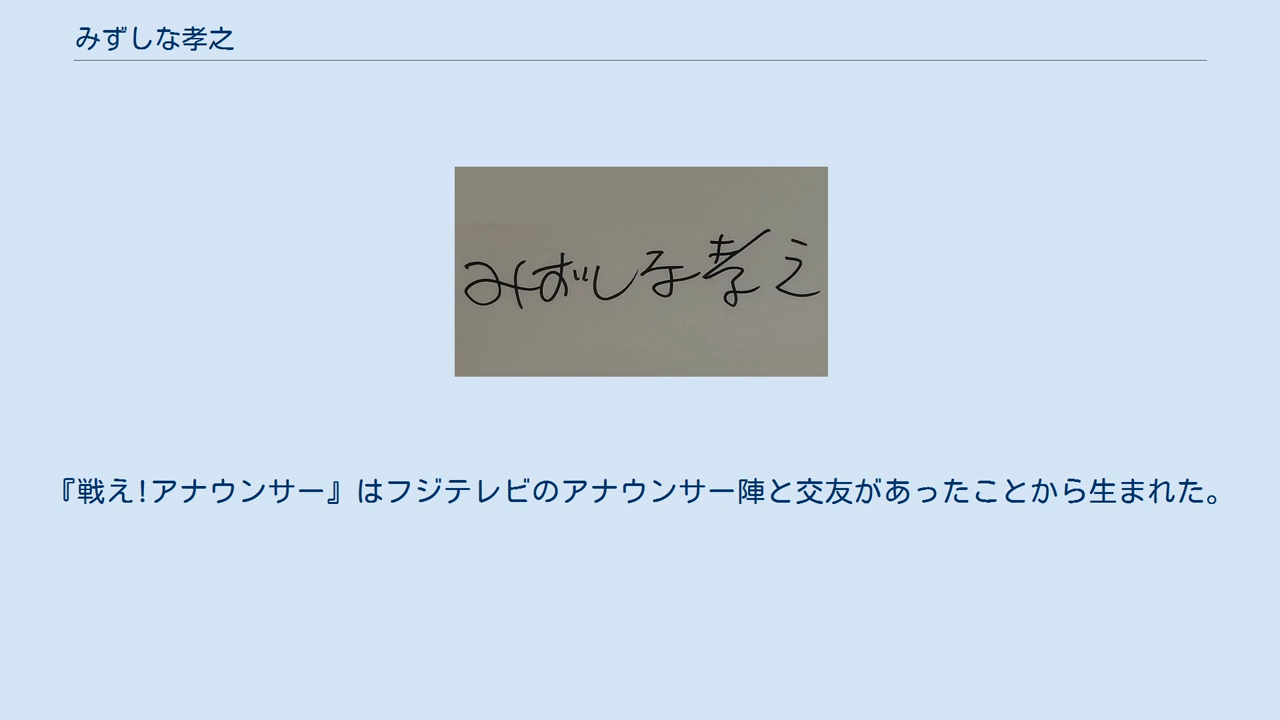 みずしな孝之
みずしな孝之
『戦え!アナウンサー』はフジテレビのアナウンサー陣と交友があったことから生まれた。